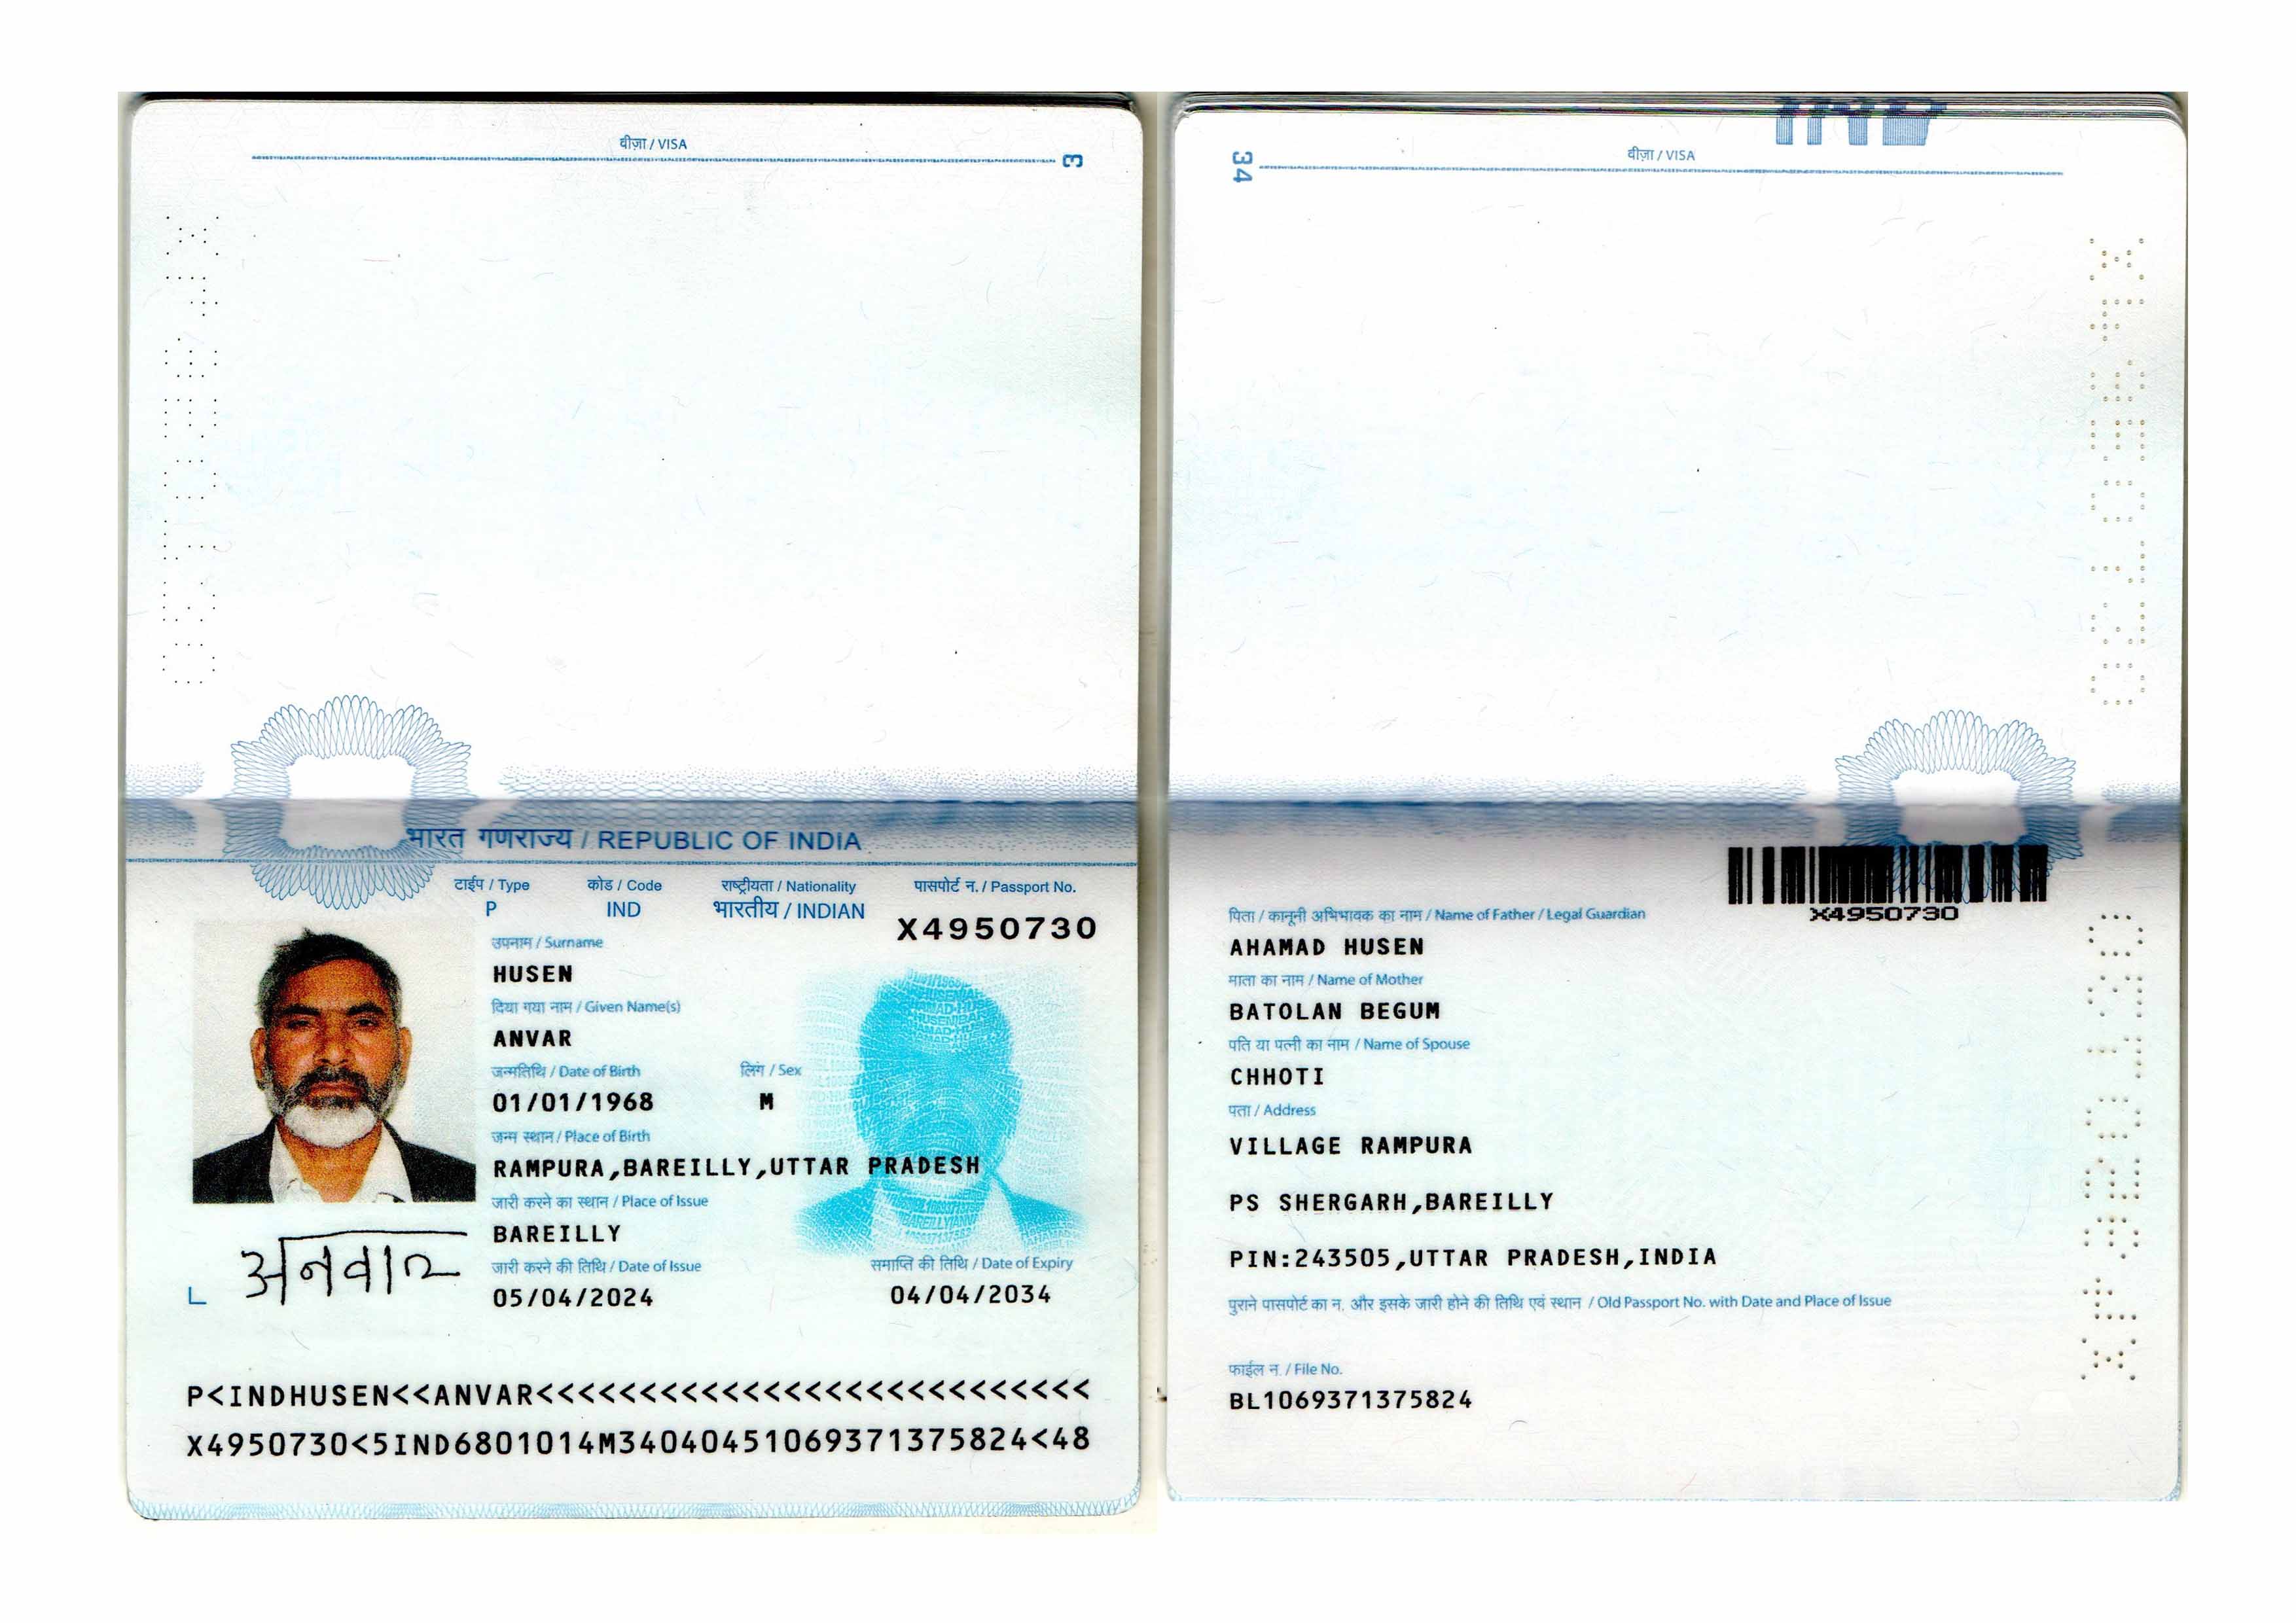 वीज़ा / VISA
3
भारत गणराज्य / REPUBLIC OF INDIA
टाईप / Type कोड / Code राष्ट्रीयता / Nationality पासपोर्ट न. / Passport No.
P IND भारतीय / INDIAN X4950730
उपनाम / Surname
HUSEN
दिया गया नाम / Given Name(s)
ANVAR
जन्मतिथि / Date of Birth लिंग / Sex
01/01/1968 M
जन्म स्थान / Place of Birth
RAMPURA,BAREILLY,UTTAR PRADESH
जारी करने का स्थान / Place of Issue
BAREILLY
जारी करने की तिथि / Date of Issue समाप्ति की तिथि / Date of Expiry
05/04/2024 04/04/2034
अनवार
P<INDHUSEN<<ANVAR<<<<<<<<<<<<<<<<<<<<<<<<<<<
X4950730<5IND6801014M34040451069371375824<48
34
वीज़ा / VISA
IND
X4950730
पिता / कानूनी अभिभावक का नाम / Name of Father / Legal Guardian
AHAMAD HUSEN
माता का नाम / Name of Mother
BATOLAN BEGUM
पति या पत्नी का नाम / Name of Spouse
CHHOTI
पता / Address
VILLAGE RAMPURA
PS SHERGARH,BAREILLY
PIN:243505,UTTAR PRADESH,INDIA
पुराने पासपोर्ट का न. और इसके जारी होने की तिथि एवं स्थान / Old Passport No. with Date and Place of Issue
फाईल न. / File No.
BL1069371375824